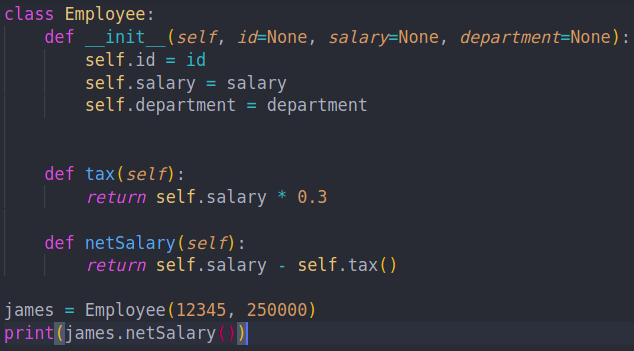 class Employee:
    def __init__(self, id=None, salary=None, department=None):
        self.id = id
        self.salary = salary
        self.department = department
    def tax(self):
        return self.salary * 0.3
    def netSalary(self):
        return self.salary - self.tax()
james = Employee(12345, 250000)
print(james.netSalary())